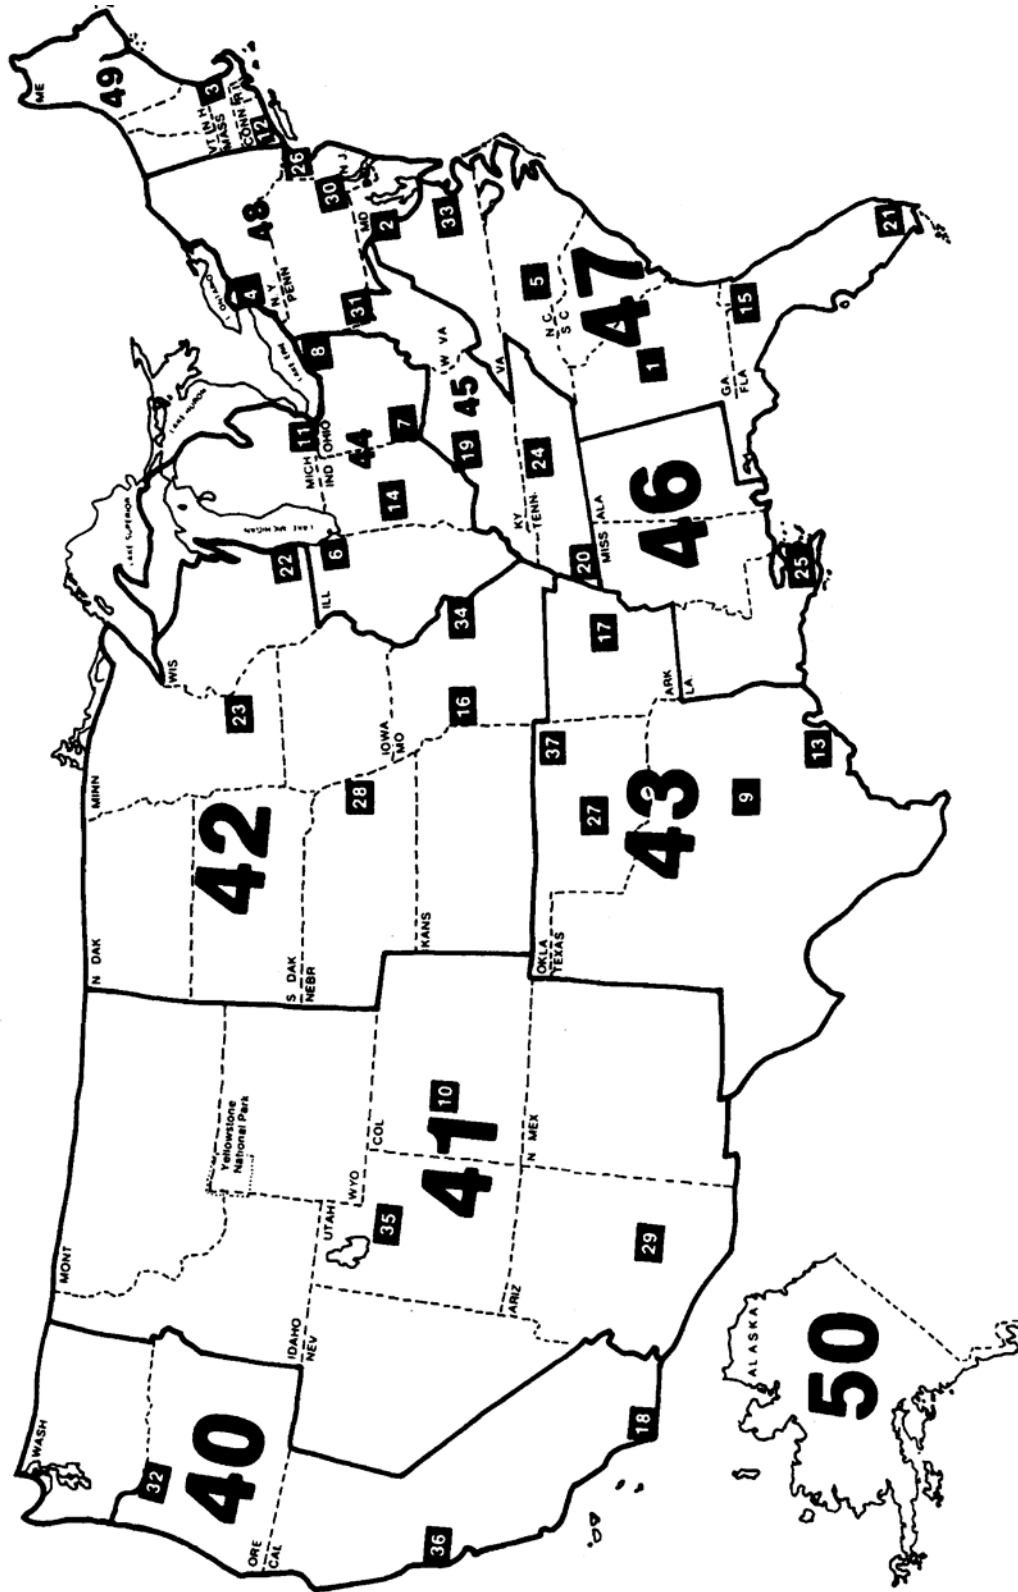 WASH
32
40
ORE
CAL
36
18
MONT
IDAHO
NEV
Yellowstone
National Park
WYO
UTAH
COL
35
10
41
ARIZ
N MEX
29
N DAK
S DAK
NEBR
42
MINN
23
WIS
22
28
IOWA
MO
16
34
KANS
OKLA
TEXAS
37
27
43
9
13
17
ARK
LA.
LAKE SUPERIOR
LAKE MICHIGAN
LAKE HURON
LAKE ERIE
L ONTARIO
ILL
6
MICH
IND
OHIO
11
8
44
14
7
45
19
W VA
VA
KY
TENN-
24
20
MISS
ALA
46
25
N C
S C
5
47
1
GA
FLA
15
21
ME
49
VT
N H
MASS
3
CONN
R I
12
48
N. Y
PENN
4
26
30
N J.
31
MD
2
33
ALASKA
50